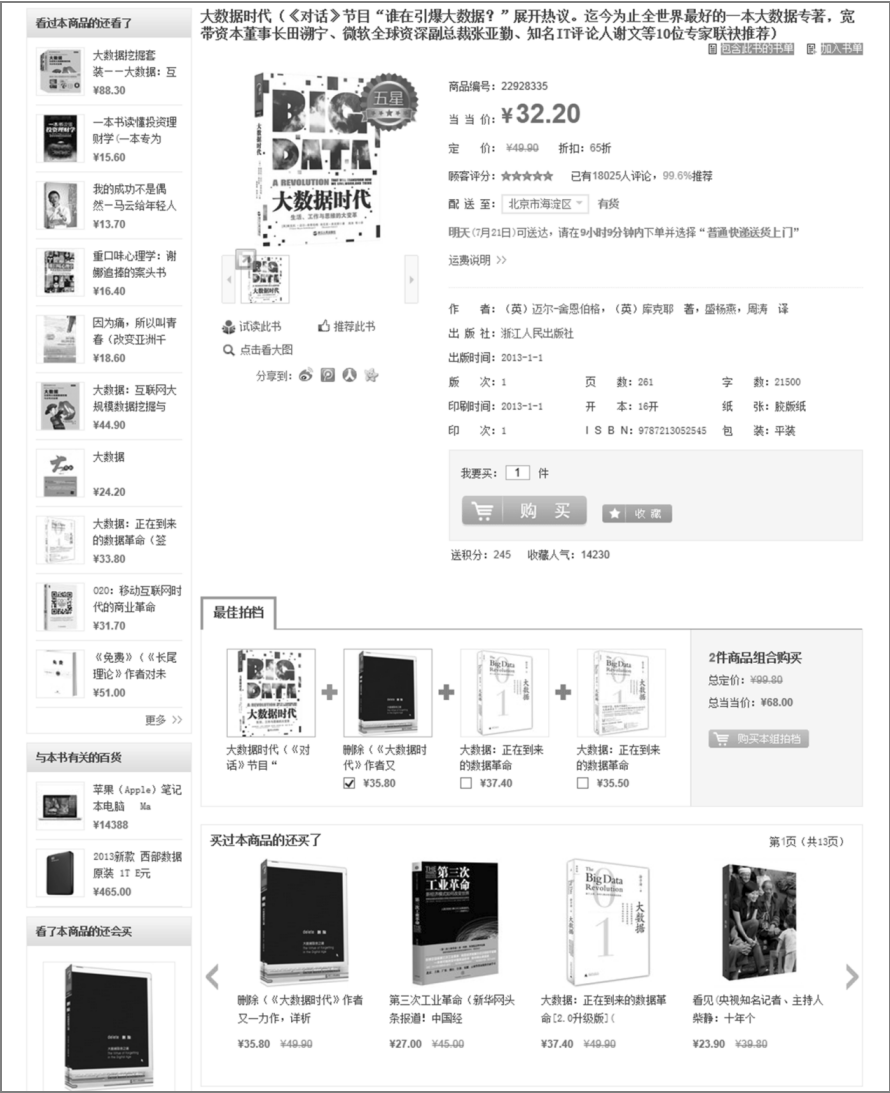 看过本商品的还看了
大数据挖掘套
装——大数据：互
¥88.30
一本书读懂投资理
财学(一本专为
¥15.60
我的成功不是偶
然—马云给年轻人
¥13.70
重口味心理学：谢
娜追捧的案头书
¥16.40
因为痛，所以叫青
春（改变亚洲千
¥18.60
大数据：互联网大
规模数据挖掘与
¥44.90
大数据
¥24.20
大数据：正在到来
的数据革命（签
¥33.80
O2O：移动互联网时
代的商业革命
¥31.70
《免费》（《长尾
理论》作者对未
¥51.00
更多 >>
与本书有关的百货
苹果（Apple）笔记
本电脑 Ma
¥14388
2013新款 西部数据
原装 1T E元
¥465.00
看了本商品的还会买
大数据时代（《对话》节目“谁在引爆大数据？”展开热议。迄今为止全世界最好的一本大数据专著，宽
带资本董事长田溯宁、微软全球资深副总裁张亚勤、知名IT评论人谢文等10位专家联袂推荐）
包含此书的书单 加入书单
五星
BIG
DATA
A REVOLUTION
大数据时代
生活、工作与思维的大变革
试读此书 推荐此书
点击看大图
分享到：
商品编号：22928335
当 当 价：¥32.20
定 价：¥49.90 折扣：65折
顾客评分：★★★★★ 已有18025人评论，99.6%推荐
配 送 至：北京市海淀区 有货
明天(7月21日)可送达，请在9小时9分钟内下单并选择“普通快递送货上门”
运费说明 >>
作 者：（英）迈尔-舍恩伯格，（英）库克耶 著，盛杨燕，周涛 译
出 版 社：浙江人民出版社
出版时间：2013-1-1
版 次：1 页 数：261 字 数：21500
印刷时间：2013-1-1 开 本：16开 纸 张：胶版纸
印 次：1 I S B N：9787213052545 包 装：平装
我要买：1 件
购 买 收 藏
送积分：245 收藏人气：14230
最佳拍档
大数据时代（《对
话》节目“
删除（《大数据时
代》作者又
¥35.80
大数据：正在到来
的数据革命
¥37.40
大数据：正在到来
的数据革命
¥35.50
2件商品组合购买
总定价：¥99.80
总当当价：¥68.00
购买本组拍档
买过本商品的还买了 第1页（共13页）
删除（《大数据时代》作者
又一力作，详析
¥35.80 ¥49.90
第三次工业革命（新华网头
条报道！中国经
¥27.00 ¥45.00
大数据：正在到来的数据革
命[2.0升级版]（
¥37.40 ¥49.90
看见(央视知名记者、主持人
柴静：十年个
¥23.90 ¥39.80